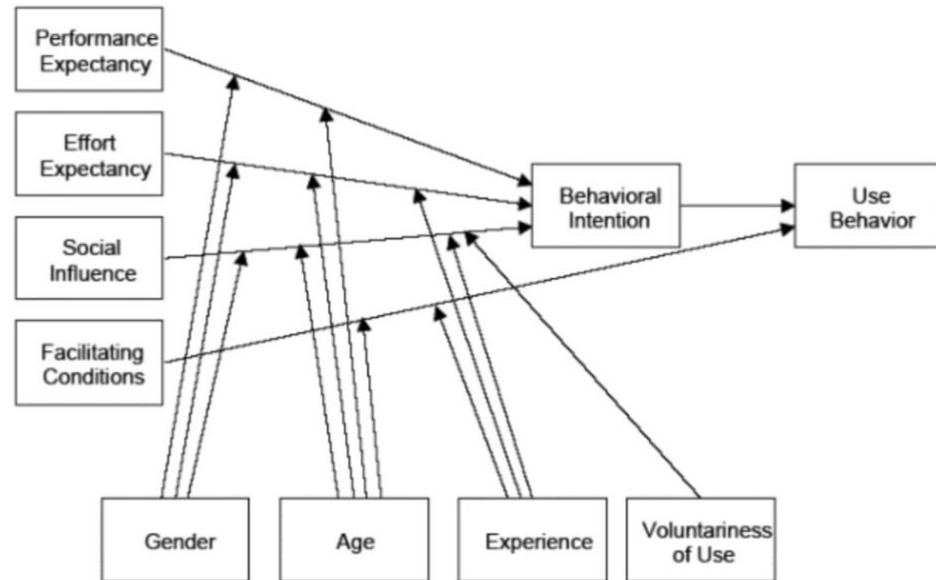 Performance
Expectancy
Effort
Expectancy
Social
Influence
Facilitating
Conditions
Behavioral
Intention
Use
Behavior
Gender
Age
Experience
Voluntariness
of Use